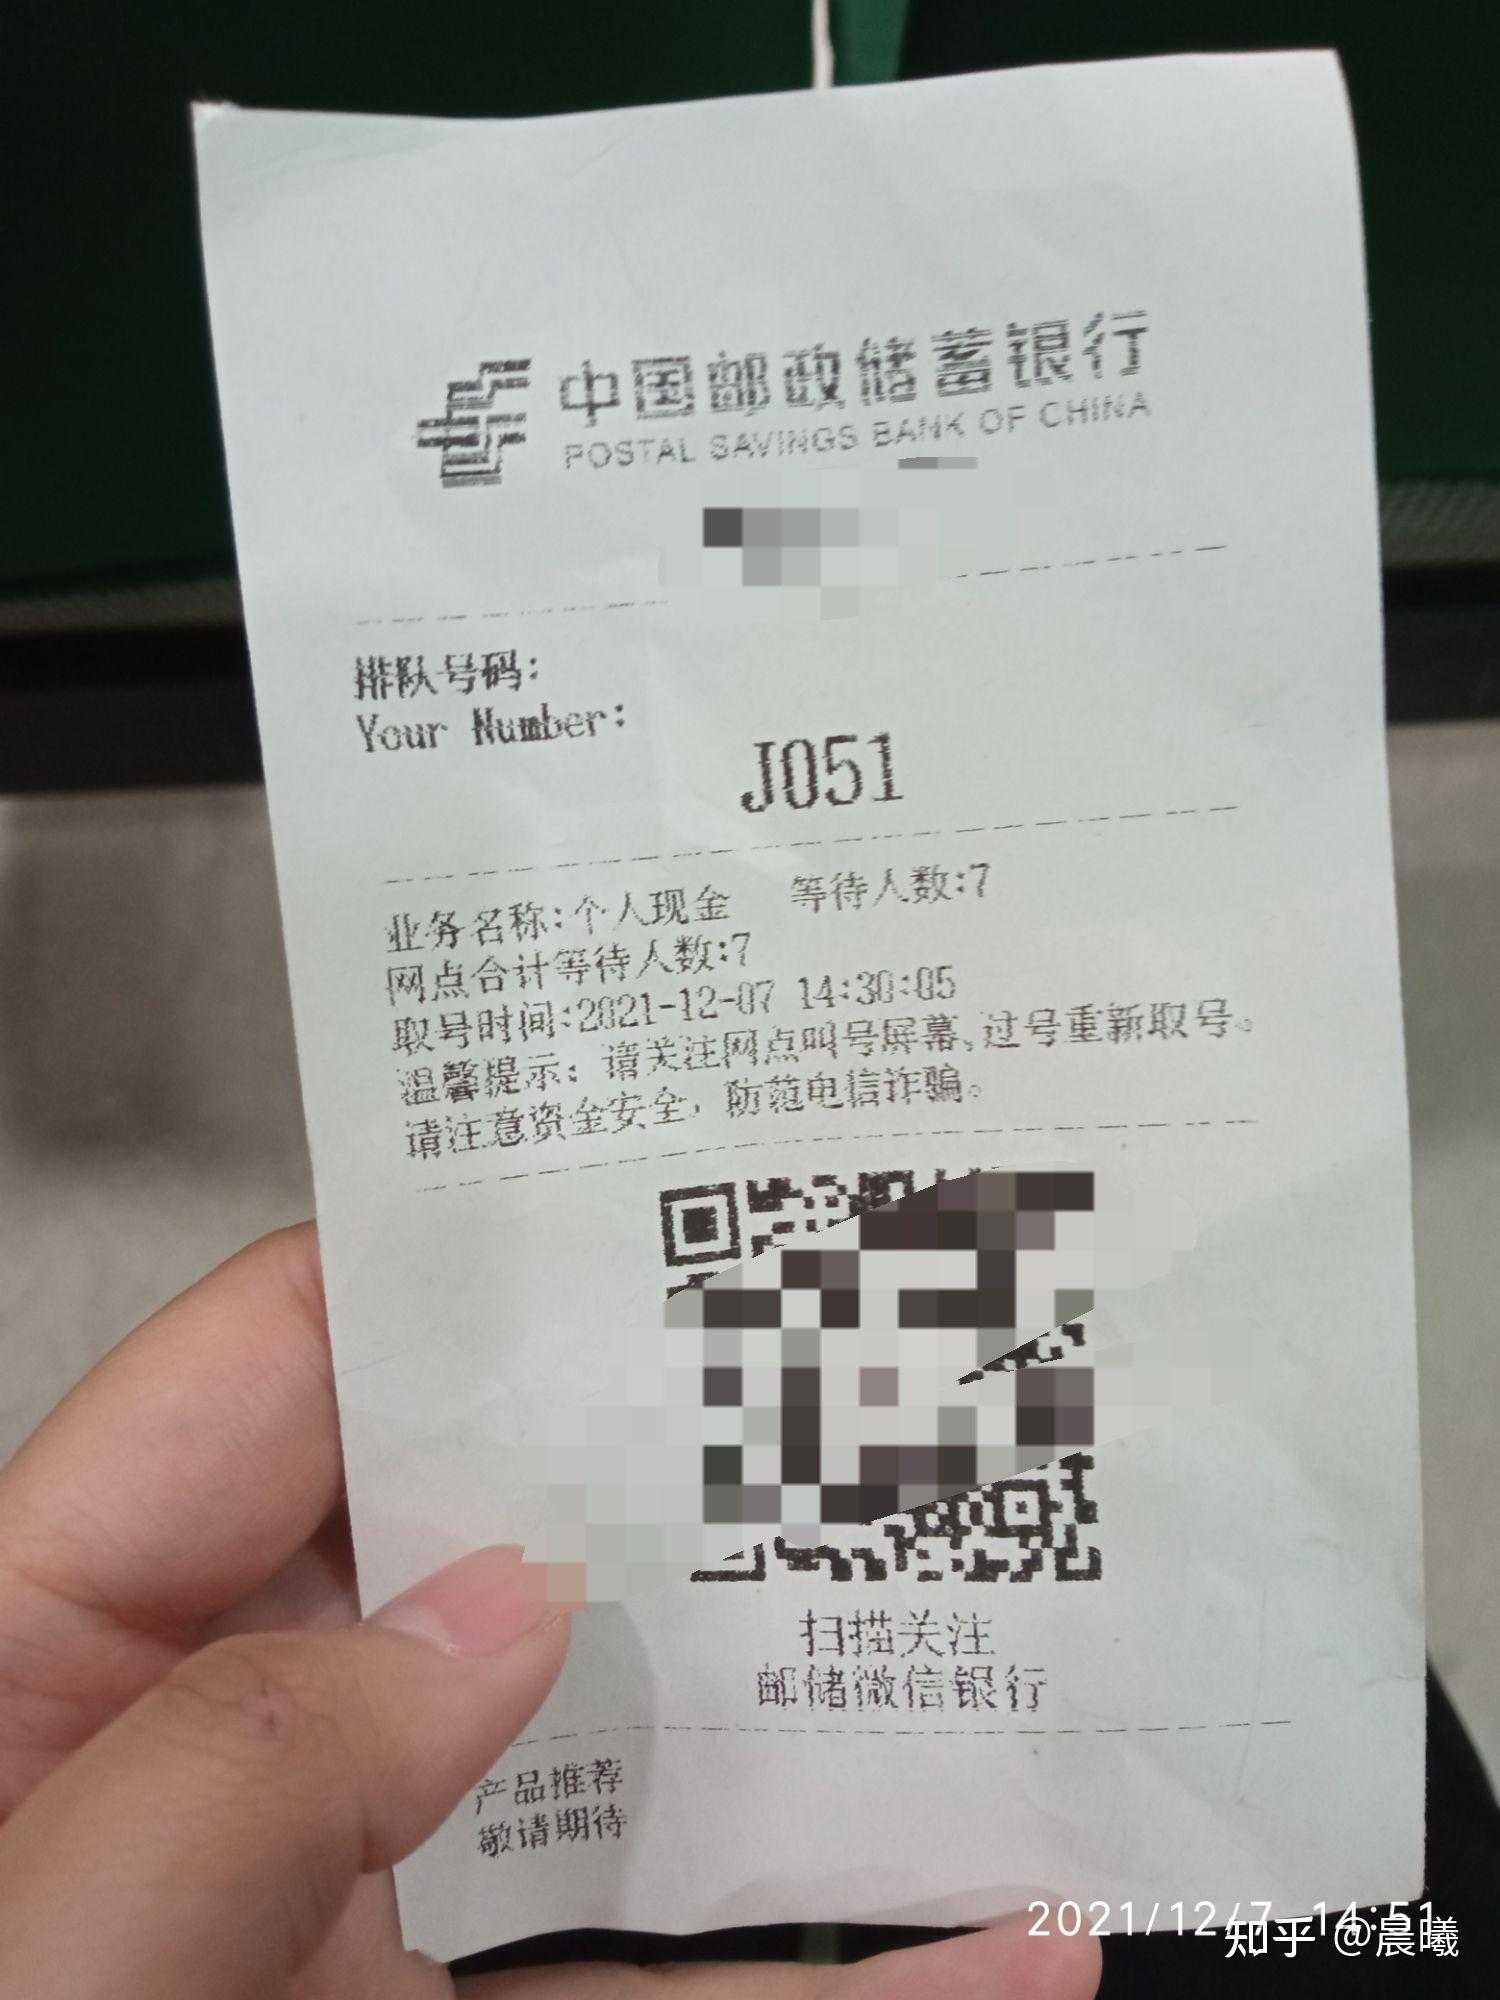 中国邮政储蓄银行
POSTAL SAVINGS BANK OF CHINA
排队号码:
Your Number:
J051
业务名称:个人现金 等待人数:7
网点合计等待人数:7
取号时间:2021-12-07 14:30:05
温馨提示: 请关注网点叫号屏幕,过号重新取号。
请注意资金安全,防范电信诈骗。
扫描关注
邮储微信银行
产品推荐
敬请期待
2021/12/7 14:51
知乎 @晨曦